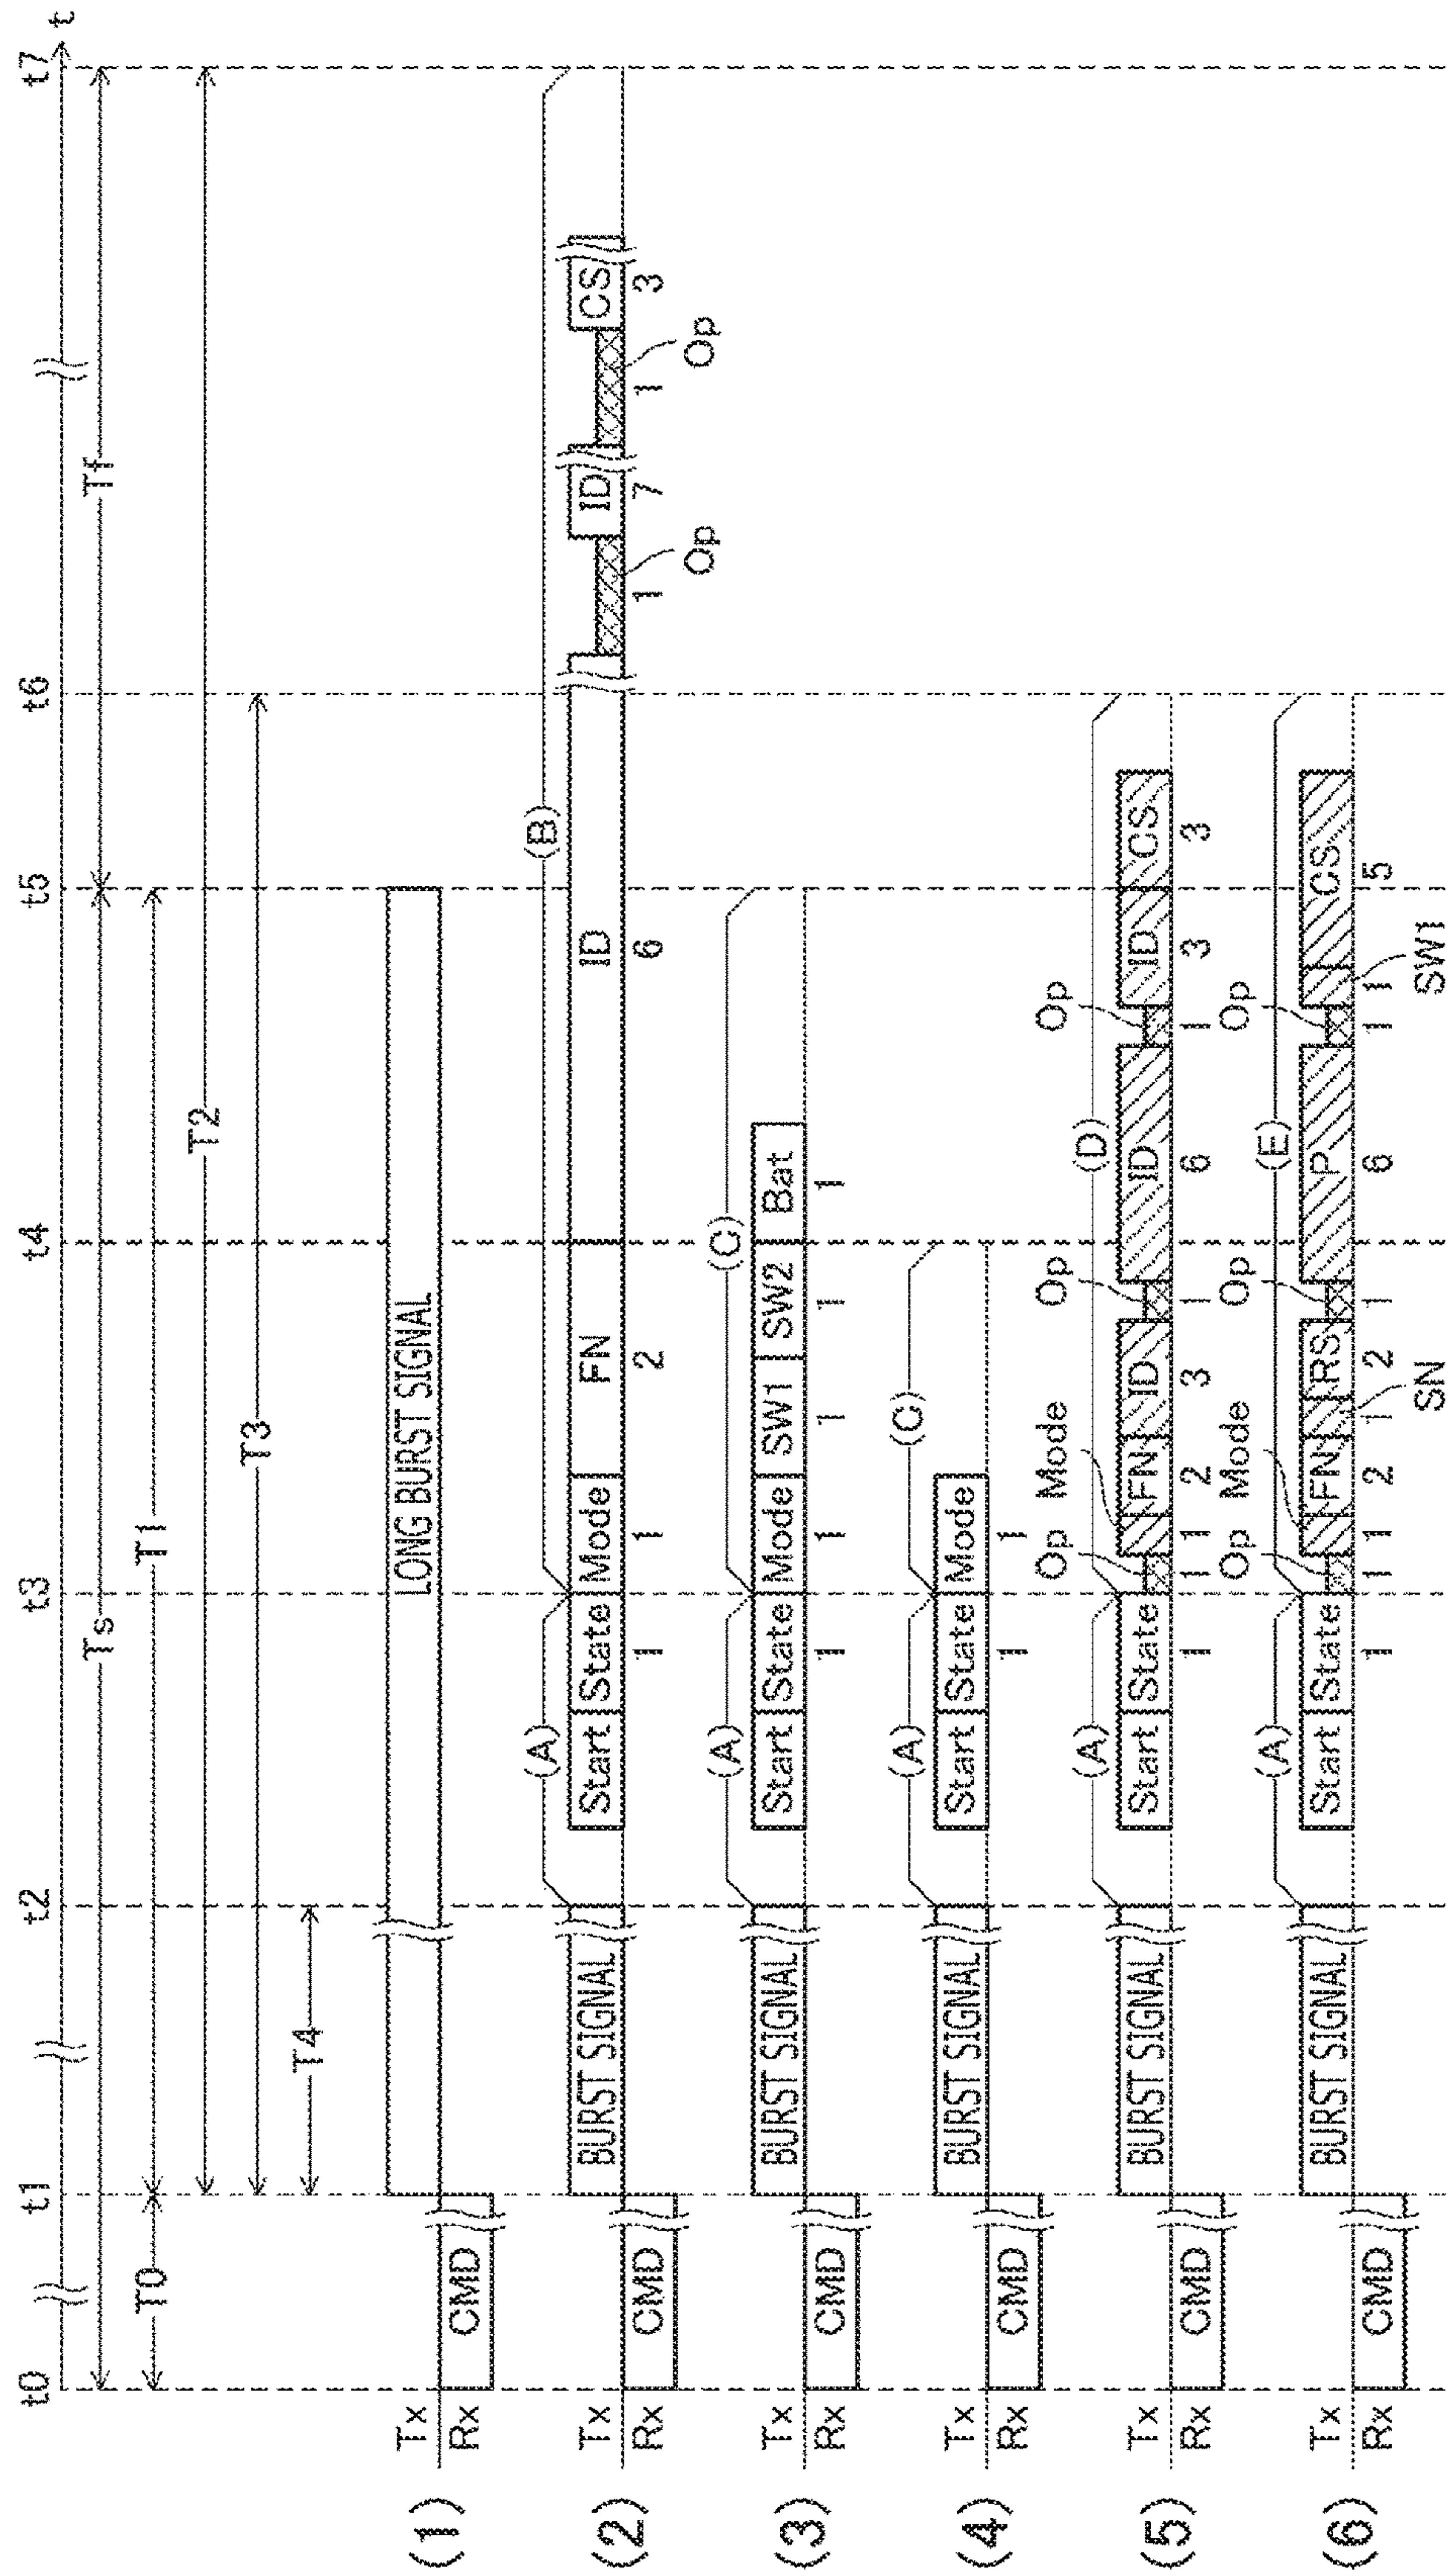 t0 t1 t2 t3 t4 t5 t6 t7 t
Ts Tf
T0 T1
T2
T3
T4
(1) Tx LONG BURST SIGNAL
Rx CMD
(A) (B)
(2) Tx BURST SIGNAL Start State Mode FN ID ID CS
Rx CMD 1 1 2 6 1 7 1 3
Op Op
(A) (C)
(3) Tx BURST SIGNAL Start State Mode SW1 SW2 Bat
Rx CMD 1 1 1 1 1
(A) (C)
(4) Tx BURST SIGNAL Start State Mode
Rx CMD 1 1
Op Mode Op Op
(A) (D)
(5) Tx BURST SIGNAL Start State FN ID ID ID CS
Rx CMD 1 1 1 2 3 1 6 1 3 3
Op Mode Op Op
(A) (E)
(6) Tx BURST SIGNAL Start State FN RS P CS
Rx CMD 1 1 1 2 1 2 1 6 1 1 5
SN SW1